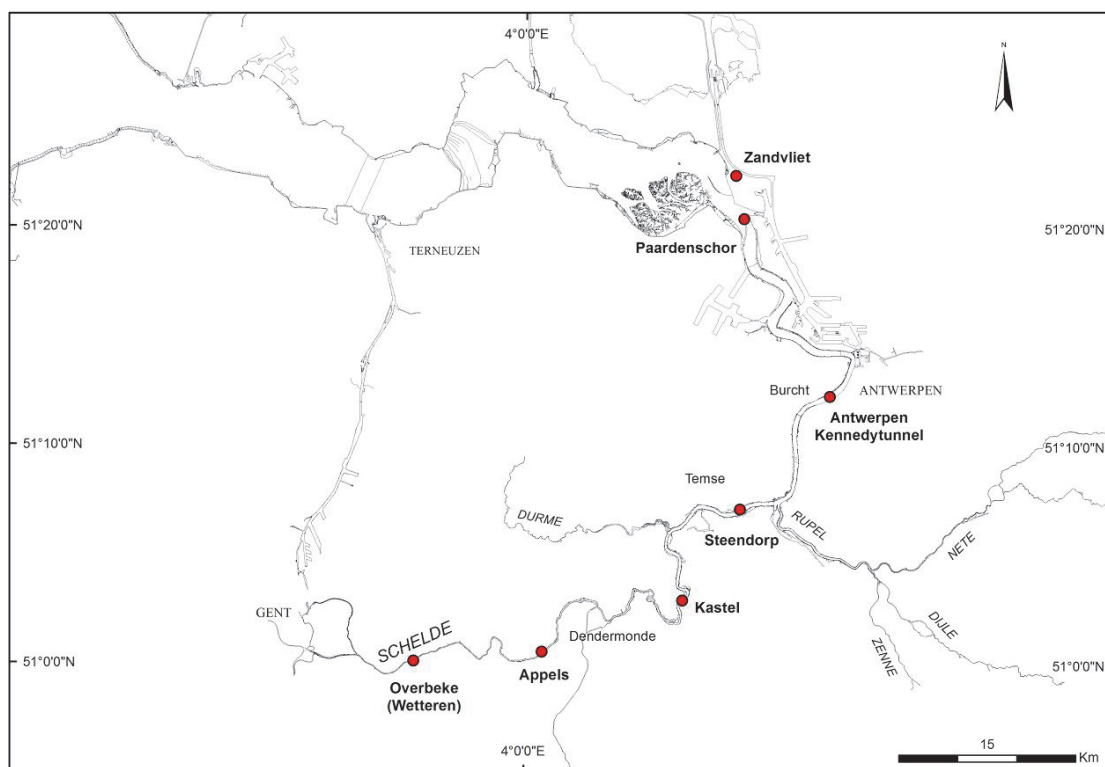 4°0'0"E
N
Zandvliet
51°20'0"N
51°20'0"N
Paardenschor
TERNEUZEN
Burcht
ANTWERPEN
Antwerpen
Kennedytunnel
51°10'0"N
51°10'0"N
Temse
DURME
RUPEL
NETE
Steendorp
Kastel
GENT
SCHELDE
Dendermonde
DIJLE
ZENNE
51°0'0"N
51°0'0"N
Appels
Overbeke
(Wetteren)
4°0'0"E
15
Km